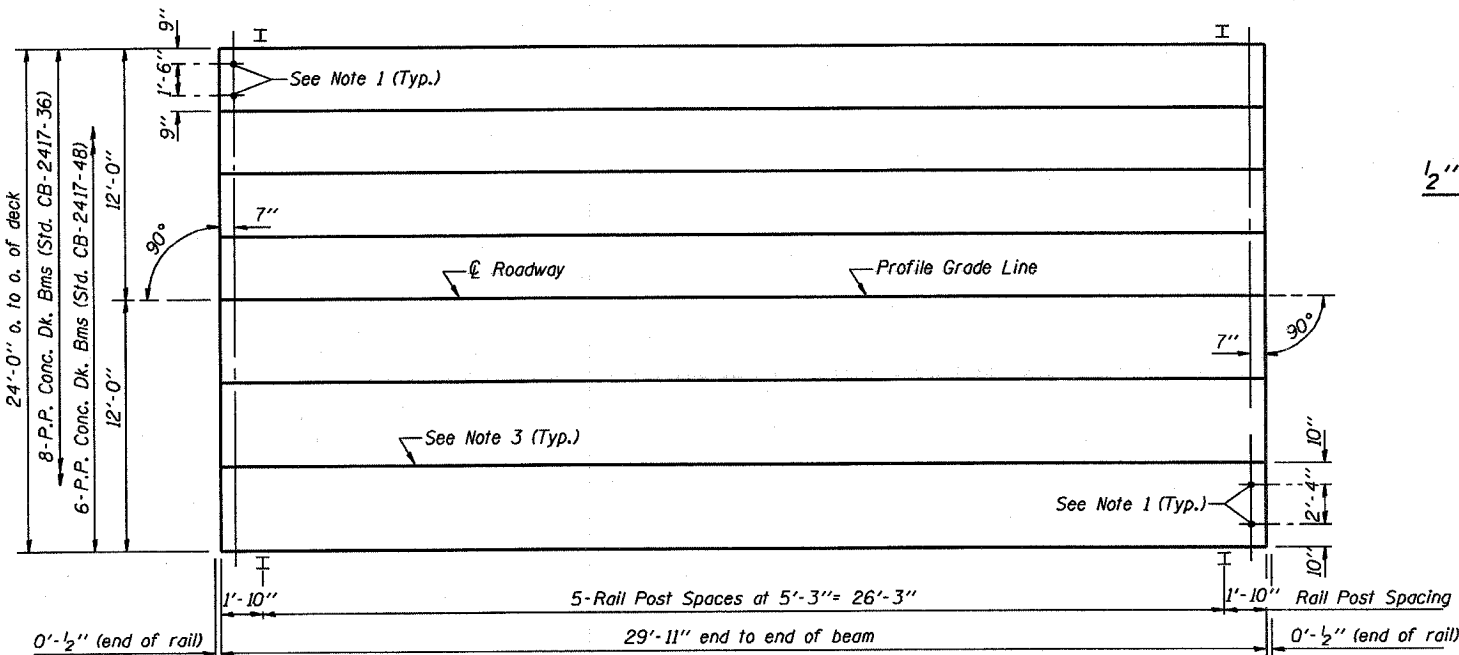 9"
I
I
1'-6"
See Note 1 (Typ.)
9"
24'-0" o. to o. of deck
8-P.P. Conc. Dk. Bms (Std. CB-2417-36)
6-P.P. Conc. Dk. Bms (Std. CB-2417-48)
12'-0"
12'-0"
90°
7"
½"
℄ Roadway
Profile Grade Line
7"
90°
See Note 3 (Typ.)
See Note 1 (Typ.)
10"
2'-4"
10"
I
I
1'-10"
5-Rail Post Spaces at 5'-3"= 26'-3"
1'-10"
Rail Post Spacing
0'-½" (end of rail)
29'-11" end to end of beam
0'-½" (end of rail)